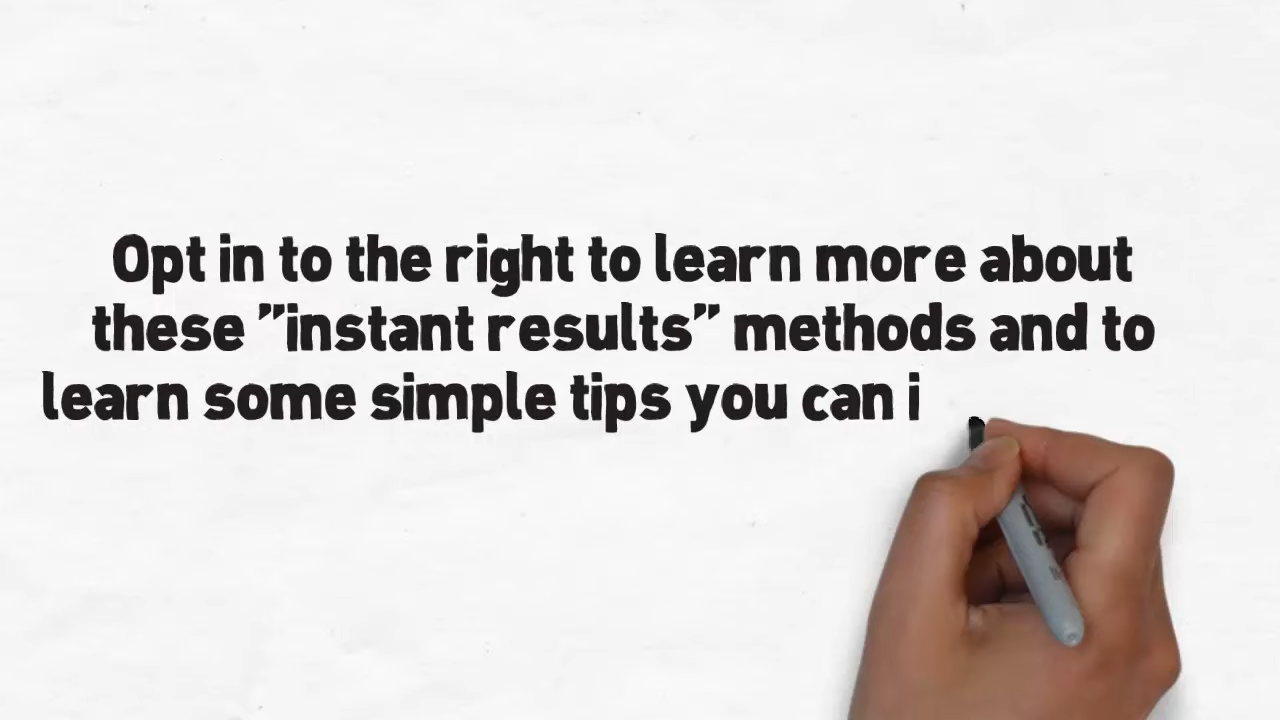 Opt in to the right to learn more about
these "instant results" methods and to
learn some simple tips you can i